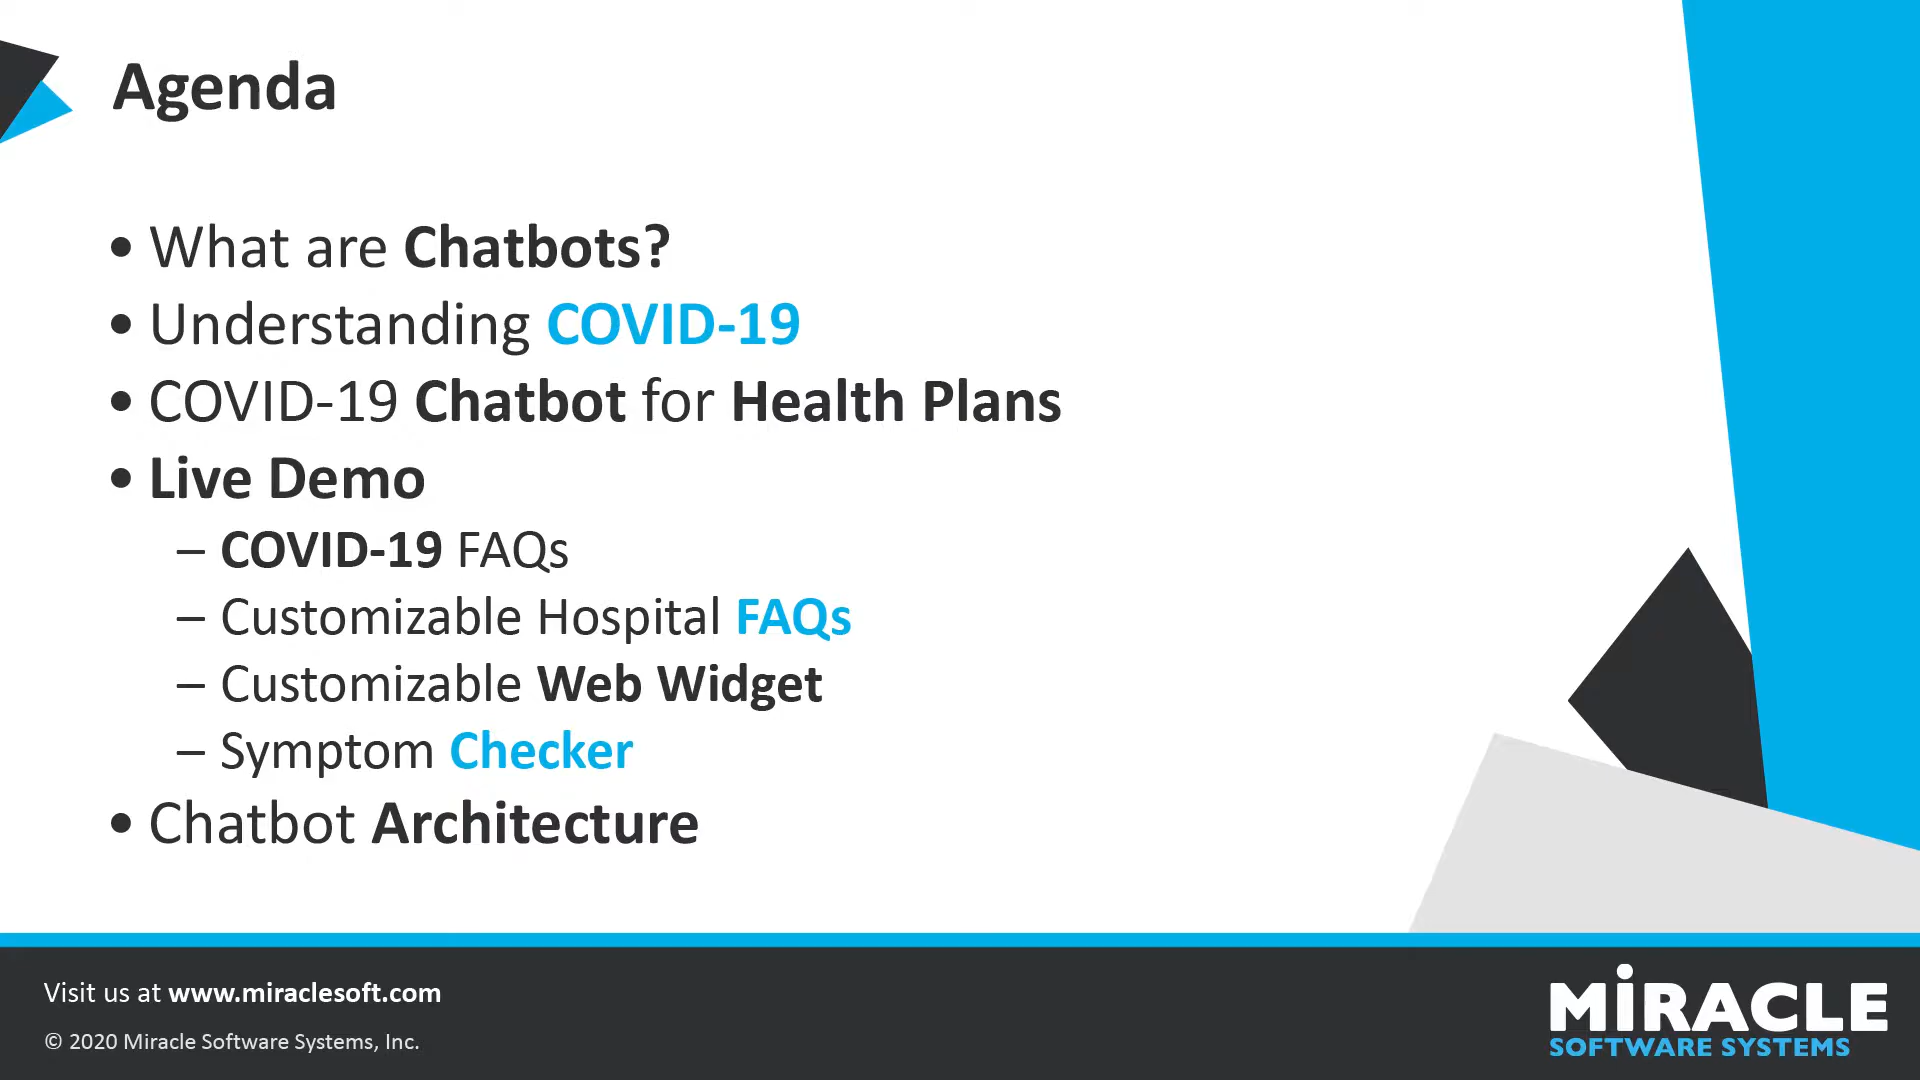 Agenda
• What are Chatbots?
• Understanding COVID-19
• COVID-19 Chatbot for Health Plans
• Live Demo
– COVID-19 FAQs
– Customizable Hospital FAQs
– Customizable Web Widget
– Symptom Checker
• Chatbot Architecture
Visit us at www.miraclesoft.com
© 2020 Miracle Software Systems, Inc.
MiRACLE
SOFTWARE SYSTEMS